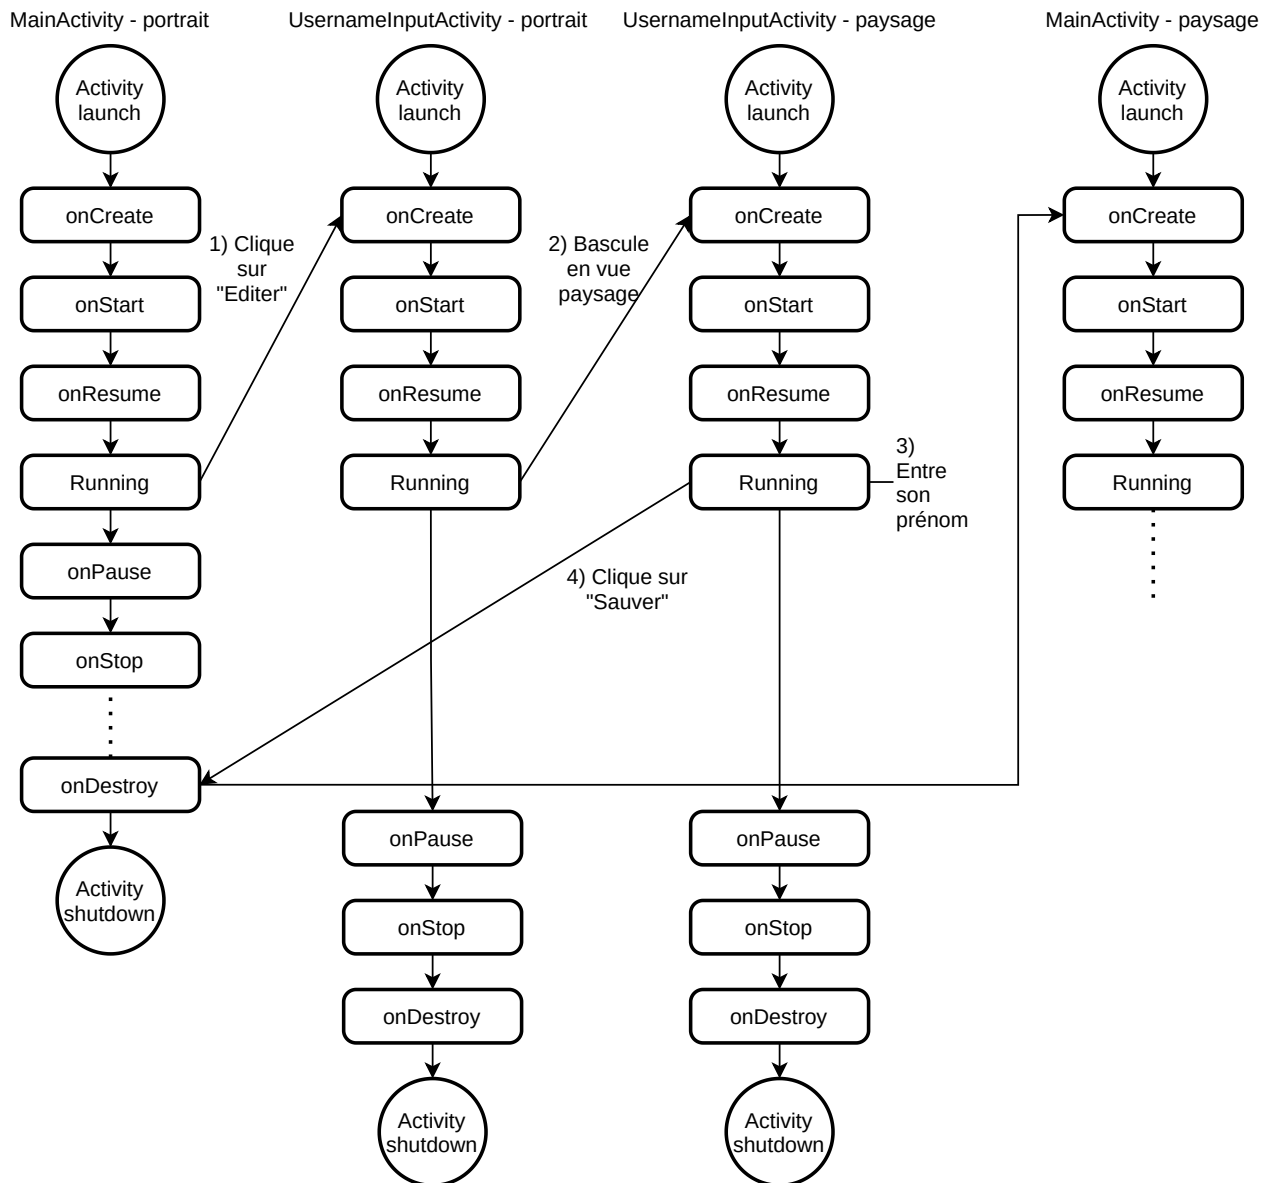 MainActivity - portrait
UsernameInputActivity - portrait
UsernameInputActivity - paysage
MainActivity - paysage
Activity
launch
Activity
launch
Activity
launch
Activity
launch
onCreate
onCreate
onCreate
onCreate
1) Clique
sur
"Editer"
2) Bascule
en vue
paysage
onStart
onStart
onStart
onStart
onResume
onResume
onResume
onResume
Running
Running
Running
3)
Entre
son
prénom
Running
onPause
4) Clique sur
"Sauver"
onStop
onDestroy
onPause
onPause
Activity
shutdown
onStop
onStop
onDestroy
onDestroy
Activity
shutdown
Activity
shutdown